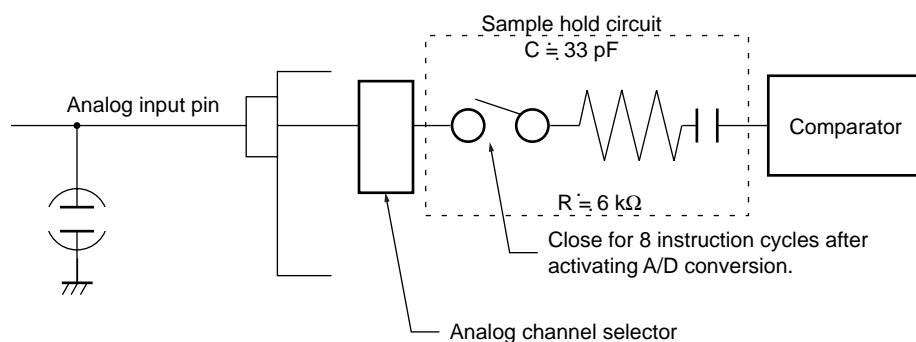 Sample hold circuit
C ≒ 33 pF
Analog input pin
Comparator
R ≒ 6 kΩ
Close for 8 instruction cycles after
activating A/D conversion.
Analog channel selector